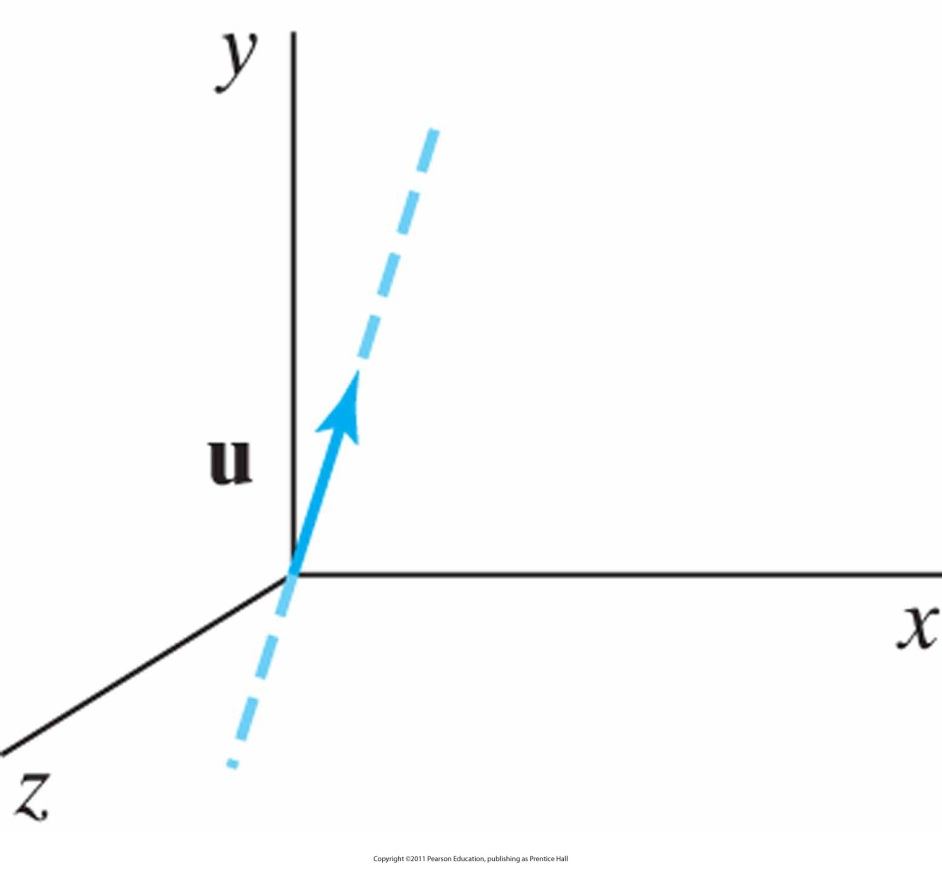 y
u
x
z
Copyright ©2011 Pearson Education, publishing as Prentice Hall